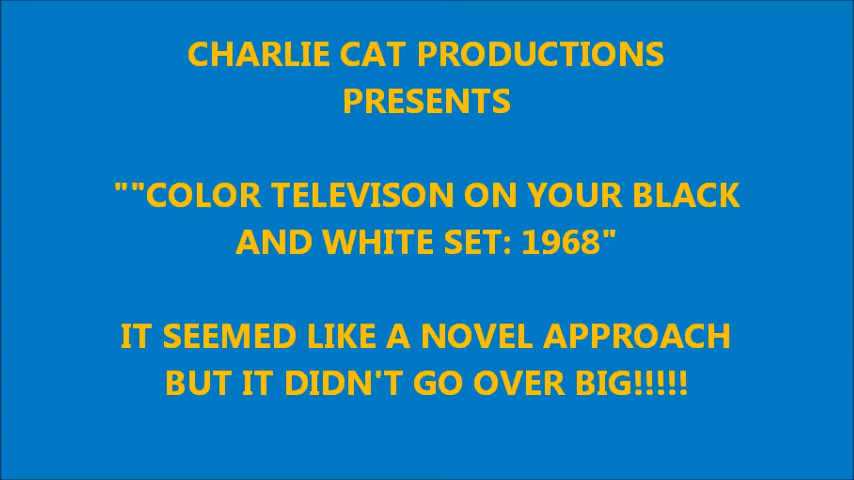 CHARLIE CAT PRODUCTIONS
PRESENTS
""COLOR TELEVISON ON YOUR BLACK
AND WHITE SET: 1968"
IT SEEMED LIKE A NOVEL APPROACH
BUT IT DIDN'T GO OVER BIG!!!!!